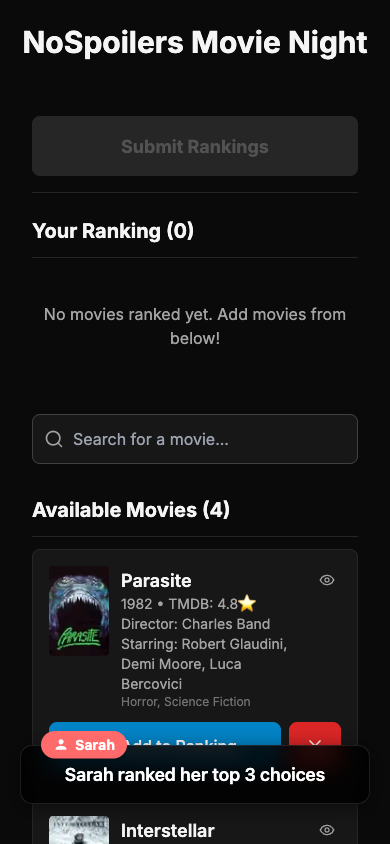 NoSpoilers Movie Night
Submit Rankings
Your Ranking (0)
No movies ranked yet. Add movies from
below!
Search for a movie...
Available Movies (4)
Parasite
1982 • TMDB: 4.8⭐
Director: Charles Band
Starring: Robert Glaudini,
Demi Moore, Luca
Bercovici
Horror, Science Fiction
PARASITE
Add to Ranking
Sarah
Sarah ranked her top 3 choices
Interstellar